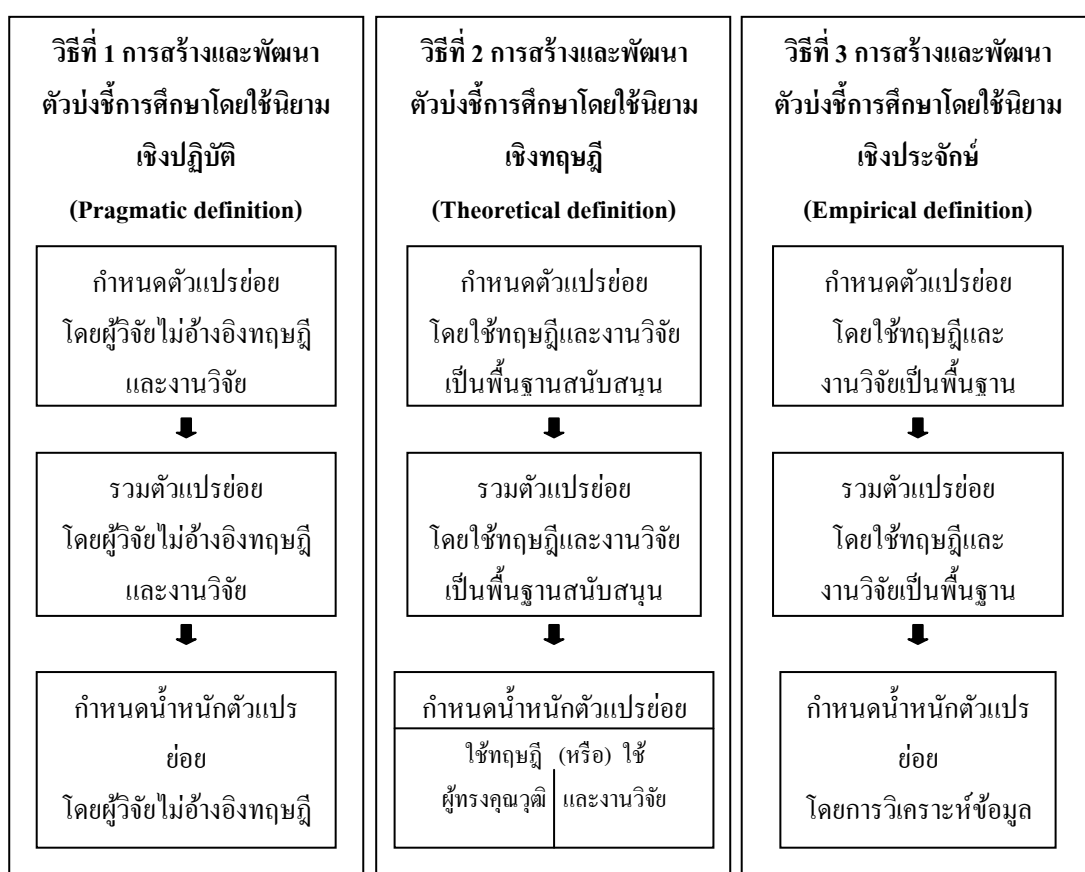 วิธีที่ 1 การสร้างและพัฒนา
ตัวบ่งชี้การศึกษาโดยใช้นิยาม
เชิงปฏิบัติ
(Pragmatic definition)
กำหนดตัวแปรย่อย
โดยผู้วิจัยไม่อ้างอิงทฤษฎี
และงานวิจัย
รวมตัวแปรย่อย
โดยผู้วิจัยไม่อ้างอิงทฤษฎี
และงานวิจัย
กำหนดน้ำหนักตัวแปร
ย่อย
โดยผู้วิจัยไม่อ้างอิงทฤษฎี
วิธีที่ 2 การสร้างและพัฒนา
ตัวบ่งชี้การศึกษาโดยใช้นิยาม
เชิงทฤษฎี
(Theoretical definition)
กำหนดตัวแปรย่อย
โดยใช้ทฤษฎีและงานวิจัย
เป็นพื้นฐานสนับสนุน
รวมตัวแปรย่อย
โดยใช้ทฤษฎีและงานวิจัย
เป็นพื้นฐานสนับสนุน
กำหนดน้ำหนักตัวแปรย่อย
ใช้ทฤษฎี (หรือ) ใช้
ผู้ทรงคุณวุฒิ และงานวิจัย
วิธีที่ 3 การสร้างและพัฒนา
ตัวบ่งชี้การศึกษาโดยใช้นิยาม
เชิงประจักษ์
(Empirical definition)
กำหนดตัวแปรย่อย
โดยใช้ทฤษฎีและ
งานวิจัยเป็นพื้นฐาน
รวมตัวแปรย่อย
โดยใช้ทฤษฎีและ
งานวิจัยเป็นพื้นฐาน
กำหนดน้ำหนักตัวแปร
ย่อย
โดยการวิเคราะห์ข้อมูล